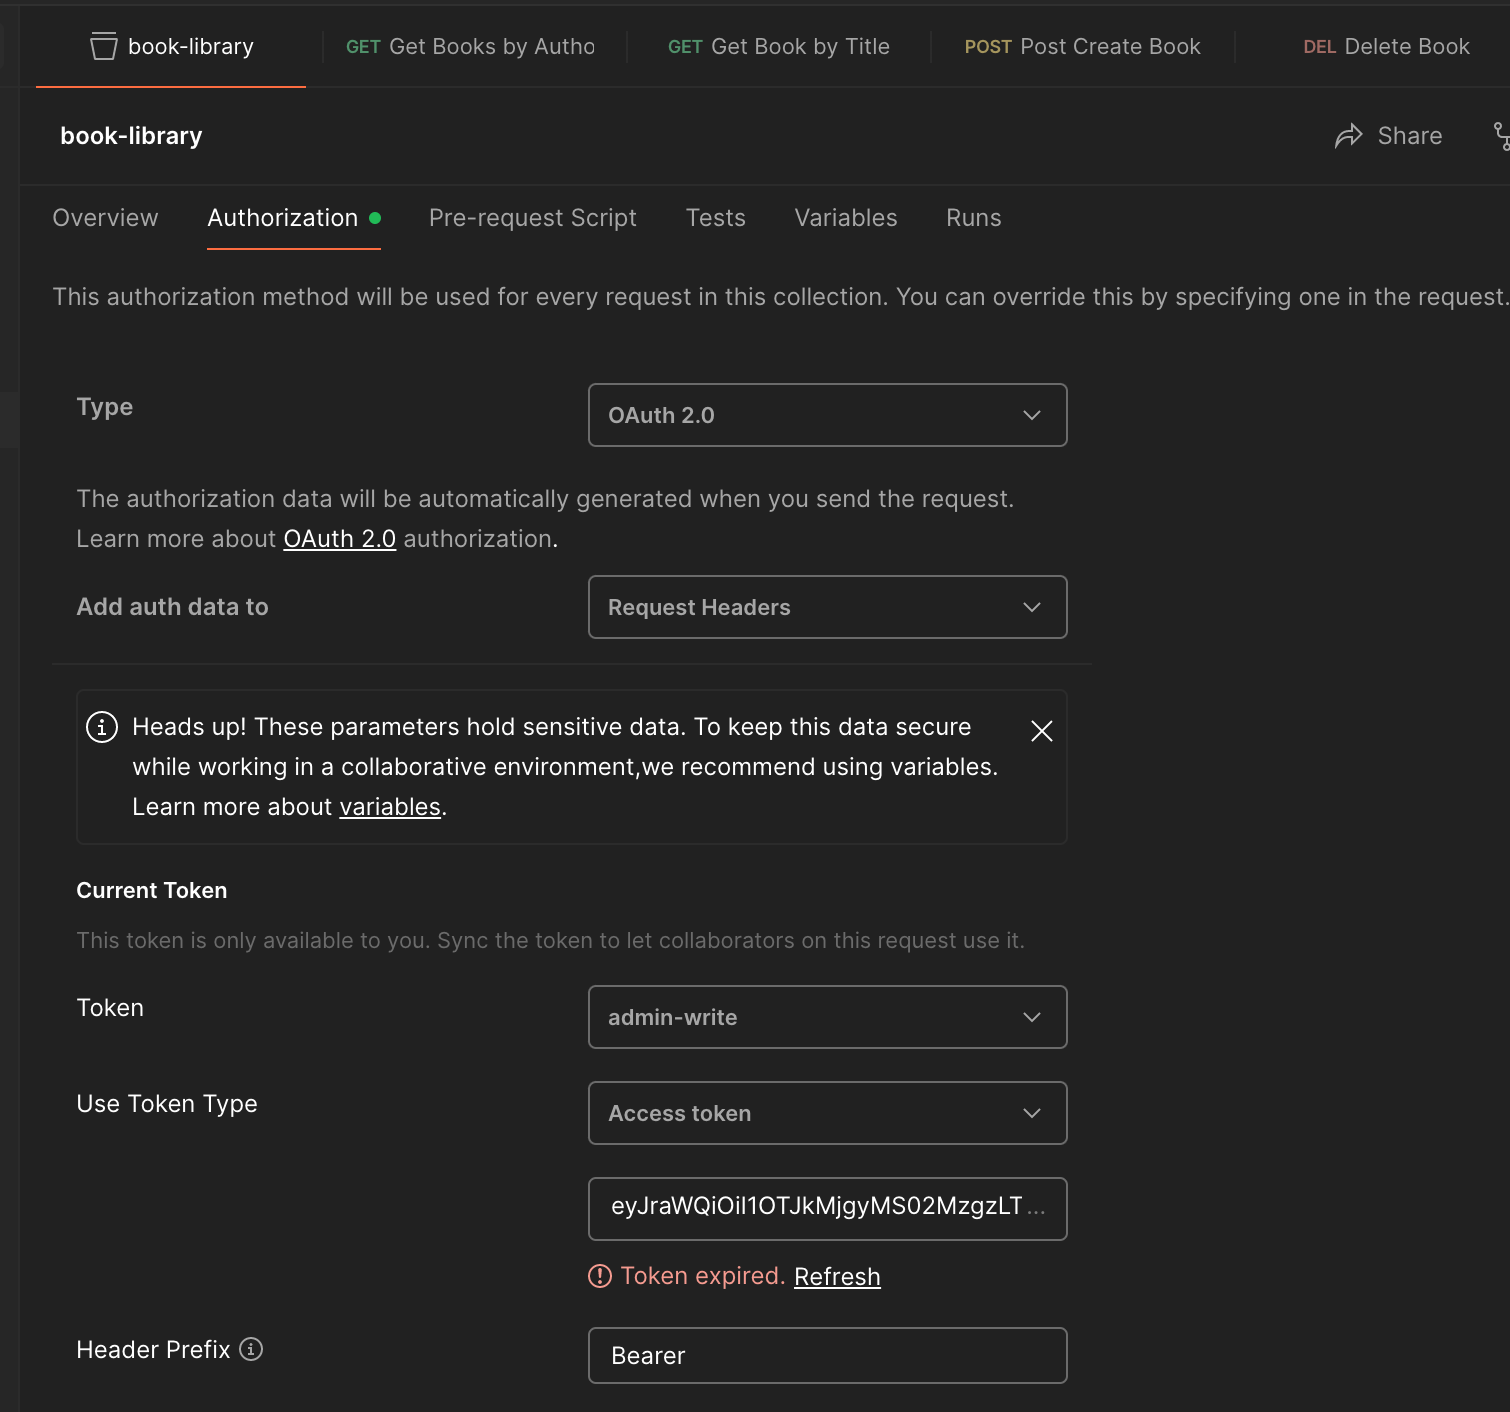 book-library
GET Get Books by Autho
GET Get Book by Title
POST Post Create Book
DEL Delete Book
book-library
Share
Overview
Authorization
Pre-request Script
Tests
Variables
Runs
This authorization method will be used for every request in this collection. You can override this by specifying one in the request.
Type
OAuth 2.0
The authorization data will be automatically generated when you send the request.
Learn more about OAuth 2.0 authorization.
Add auth data to
Request Headers
Heads up! These parameters hold sensitive data. To keep this data secure
while working in a collaborative environment,we recommend using variables.
Learn more about variables.
Current Token
This token is only available to you. Sync the token to let collaborators on this request use it.
Token
admin-write
Use Token Type
Access token
eyJraWQiOiI1OTJkMjgyMS02MzgzLT...
Token expired. Refresh
Header Prefix
Bearer